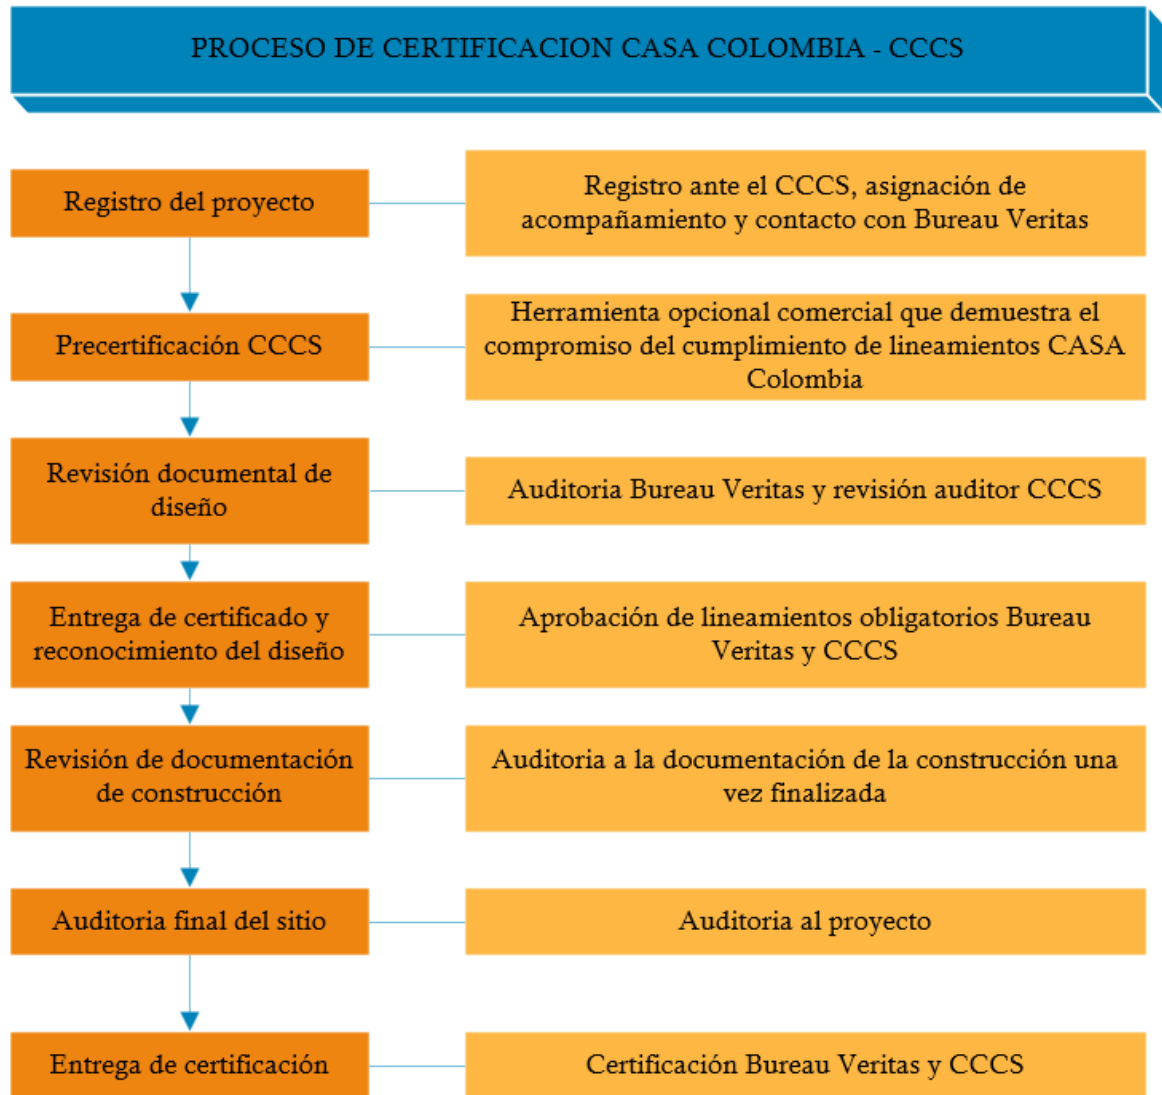 PROCESO DE CERTIFICACION CASA COLOMBIA - CCCS
Registro del proyecto
Registro ante el CCCS, asignación de
acompañamiento y contacto con Bureau Veritas
Precertificación CCCS
Herramienta opcional comercial que demuestra el
compromiso del cumplimiento de lineamientos CASA
Colombia
Revisión documental de
diseño
Auditoria Bureau Veritas y revisión auditor CCCS
Entrega de certificado y
reconocimiento del diseño
Aprobación de lineamientos obligatorios Bureau
Veritas y CCCS
Revisión de documentación
de construcción
Auditoria a la documentación de la construcción una
vez finalizada
Auditoria final del sitio
Auditoria al proyecto
Entrega de certificación
Certificación Bureau Veritas y CCCS